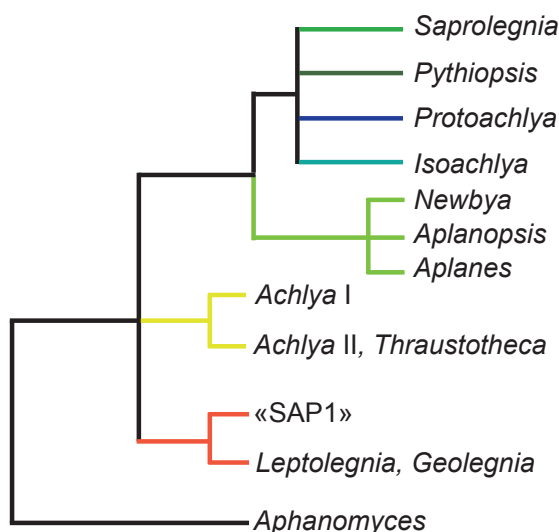 Saprolegnia
Pythiopsis
Protoachlya
Isoachlya
Newbya
Aplanopsis
Aplanes
Achlya I
Achlya II, Thraustotheca
«SAP1»
Leptolegnia, Geolegnia
Aphanomyces